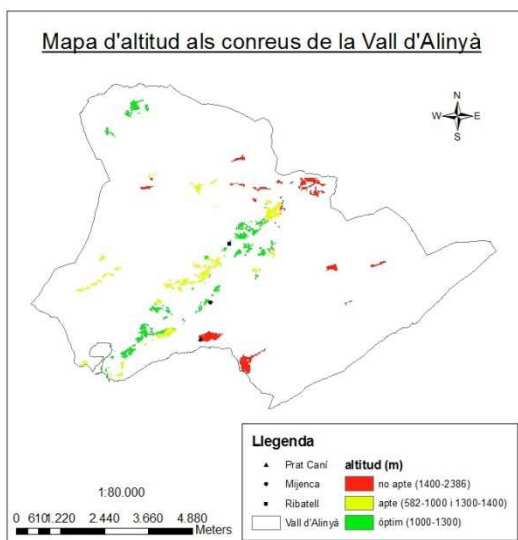 Mapa d'altitud als conreus de la Vall d'Alinyà
N
W E
S
Llegenda
Prat Caní
Mijenca
Ribatell
Vall d'Alinyà
altitud (m)
no apte (1400-2386)
apte (582-1000 i 1300-1400)
òptim (1000-1300)
1:80.000
0 610 1.220 2.440 3.660 4.880
Meters